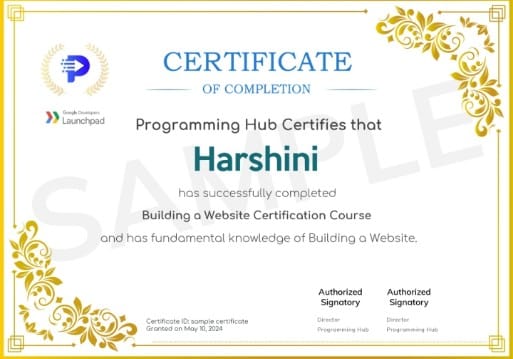 CERTIFICATE
OF COMPLETION
P
Google Developers
Launchpad
Programming Hub Certifies that
Harshini
has successfully completed
Building a Website Certification Course
and has fundamental knowledge of Building a Website.
SAMPLE
Authorized Authorized
Signatory Signatory
Director Director
Programming Hub Programming Hub
Certificate ID: sample certificate
Granted on May 10, 2024